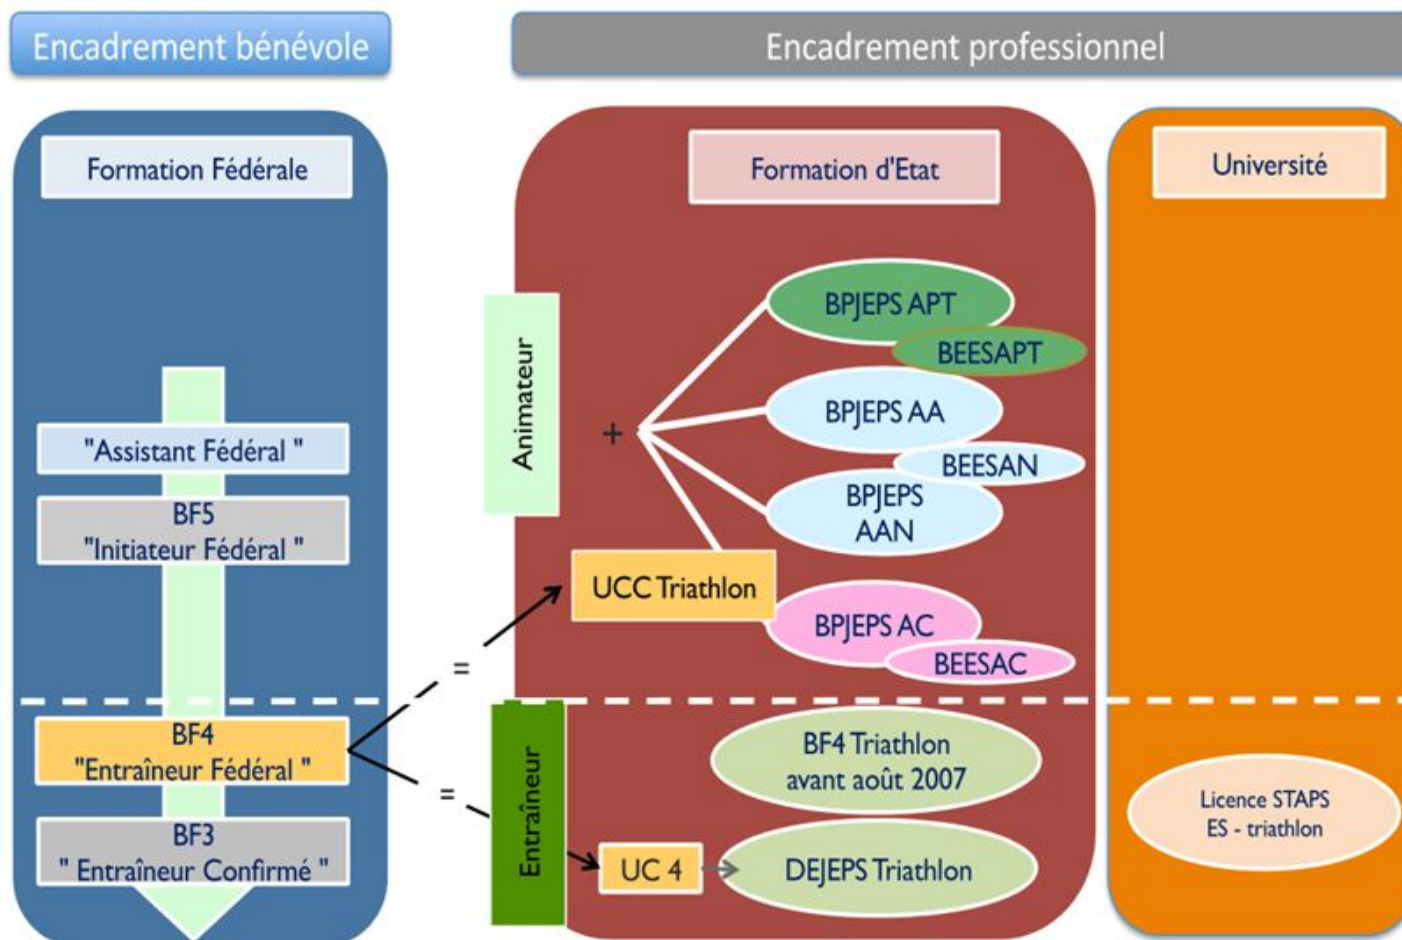 Encadrement bénévole
Encadrement professionnel
Formation Fédérale
"Assistant Fédéral "
BF5
"Initiateur Fédéral "
BF4
"Entraîneur Fédéral "
BF3
" Entraîneur Confirmé "
=
=
Formation d'Etat
Animateur
+
BPJEPS APT
BEESAPT
BPJEPS AA
BEESAN
BPJEPS
AAN
UCC Triathlon
BPJEPS AC
BEESAC
Entraîneur
BF4 Triathlon
avant août 2007
UC 4
DEJEPS Triathlon
Université
Licence STAPS
ES - triathlon